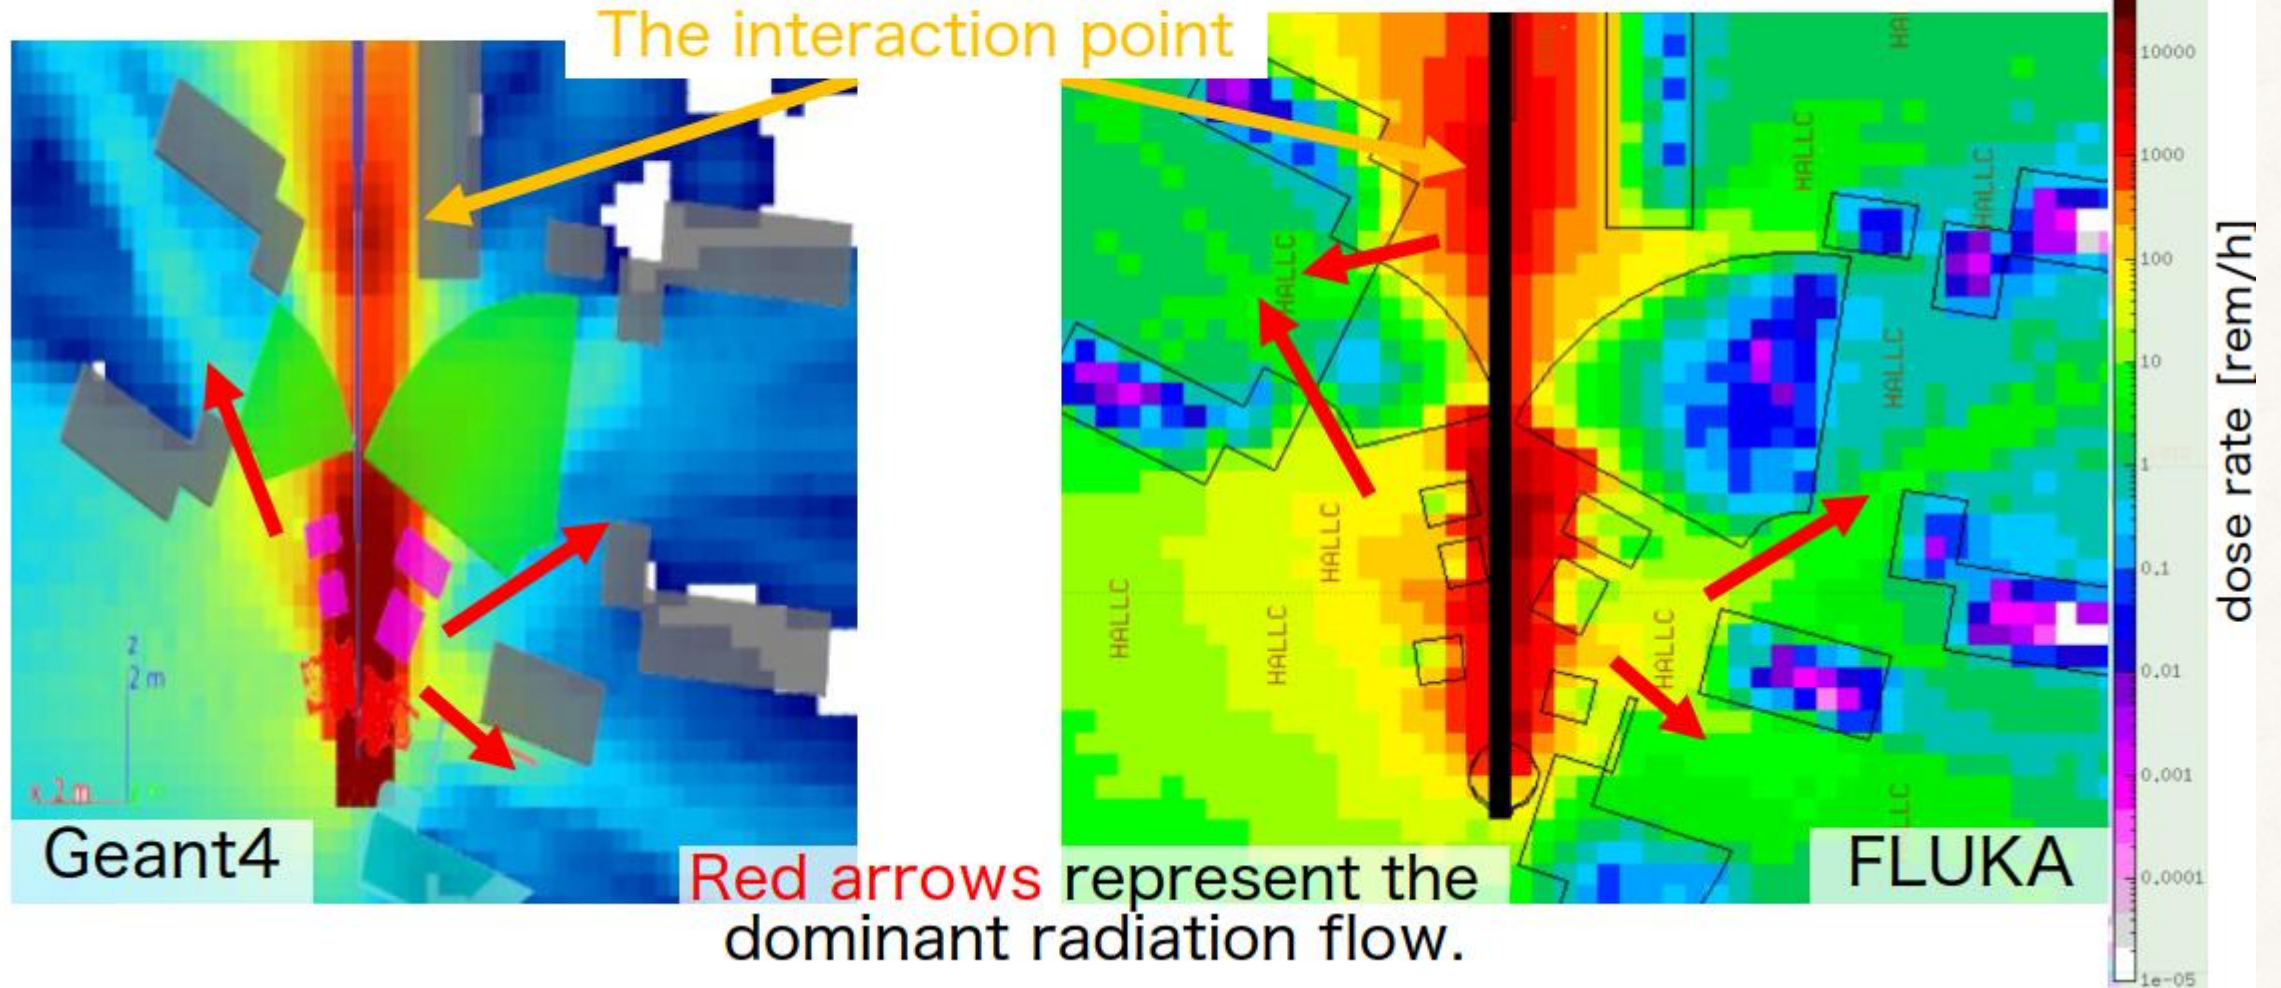 The interaction point
HALLC
HALLC
HALLC
HALLC
HALLC
HALLC
HALLC
HALLC
HALLC
z
2 m
x 2 m
Geant4
FLUKA
Red arrows represent the
dominant radiation flow.
10000
1000
100
10
1
0.1
0.01
0.001
0.0001
1e-05
dose rate [rem/h]